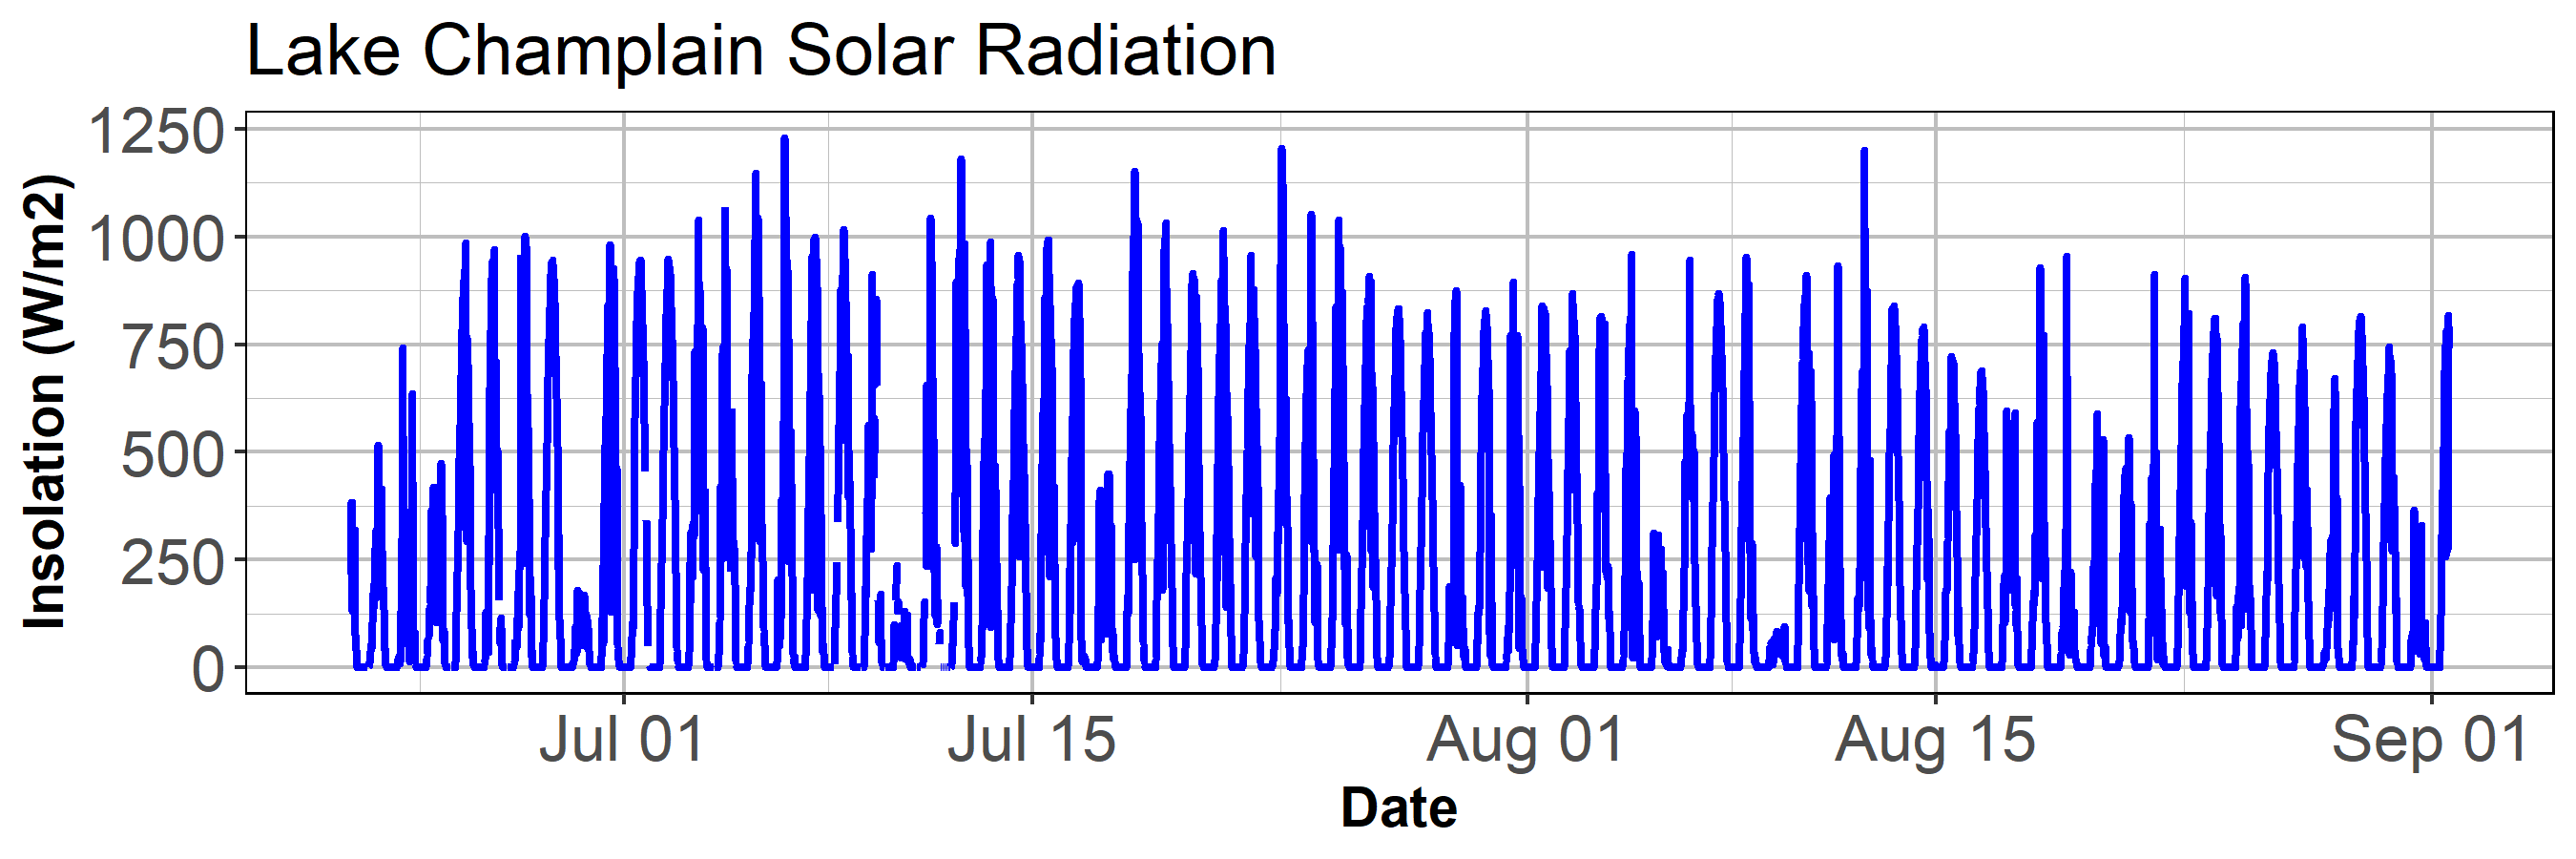 Lake Champlain Solar Radiation
1250
1000
750
500
250
0
Insolation (W/m2)
Jul 01 Jul 15 Aug 01 Aug 15 Sep 01
Date